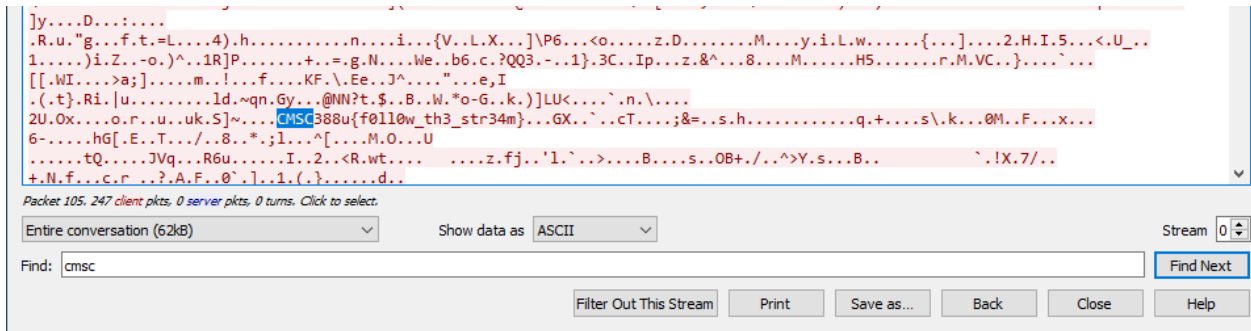 ]y....D...:....
.R.u."g...f.t.=L....4).h...........n....i...{V..L.X...]\P6...<o.....z.D........M....y.i.L.w......{...]....2.H.I.5...<.U_..
1.....)i.Z..-o.)^..1R]P.......+..=.g.N....We..b6.c.?QQ3.-..1}.3C..Ip...z.&^...8....M......H5.......r.M.VC..}....`...
[[.WI....>a;].....m..!...f....KF.\.Ee..J^...."...e,I
.(.t}.Ri.|u.........ld.~qn.Gy...@NN?t.$..B..W.*o-G..k.)]LU<....`.n.\....
2U.Ox....o.r..u..uk.S]~....CMSC388u{f0ll0w_th3_str34m}...GX..`..cT....;&=..s.h............q.+....s\.k...0M..F...x...
6-.....hG[.E..T.../..8..*.;l...^[....M.O...U
......tQ.....JVq...R6u......I..2..<R.wt.... ....z.fj..'l.`..>....B....s..OB+./..^>Y.s...B.. `.!X.7/..
+.N.f...c.r ..?.A.F..0`.]..1.(.}......d..
Packet 105. 247 client pkts, 0 server pkts, 0 turns. Click to select.
Entire conversation (62kB) Show data as ASCII Stream 0
Find: cmsc Find Next
Filter Out This Stream Print Save as... Back Close Help